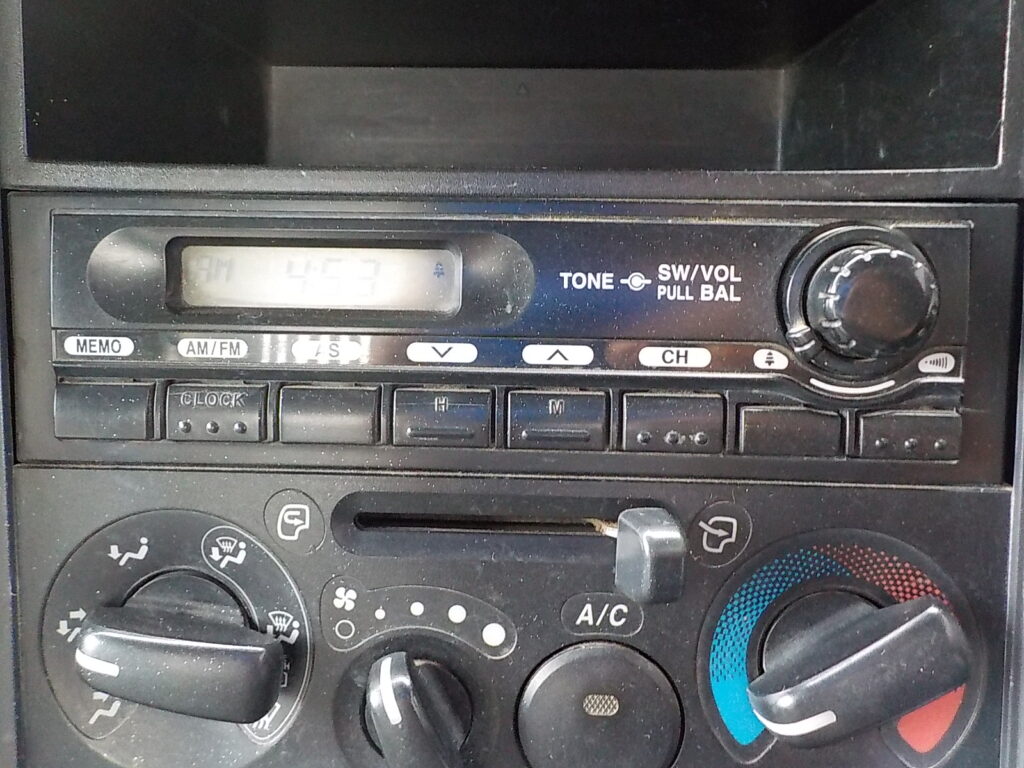 AM 4:53
TONE SW/VOL
PULL BAL
MEMO AM/FM AS CH
CLOCK H M
A/C